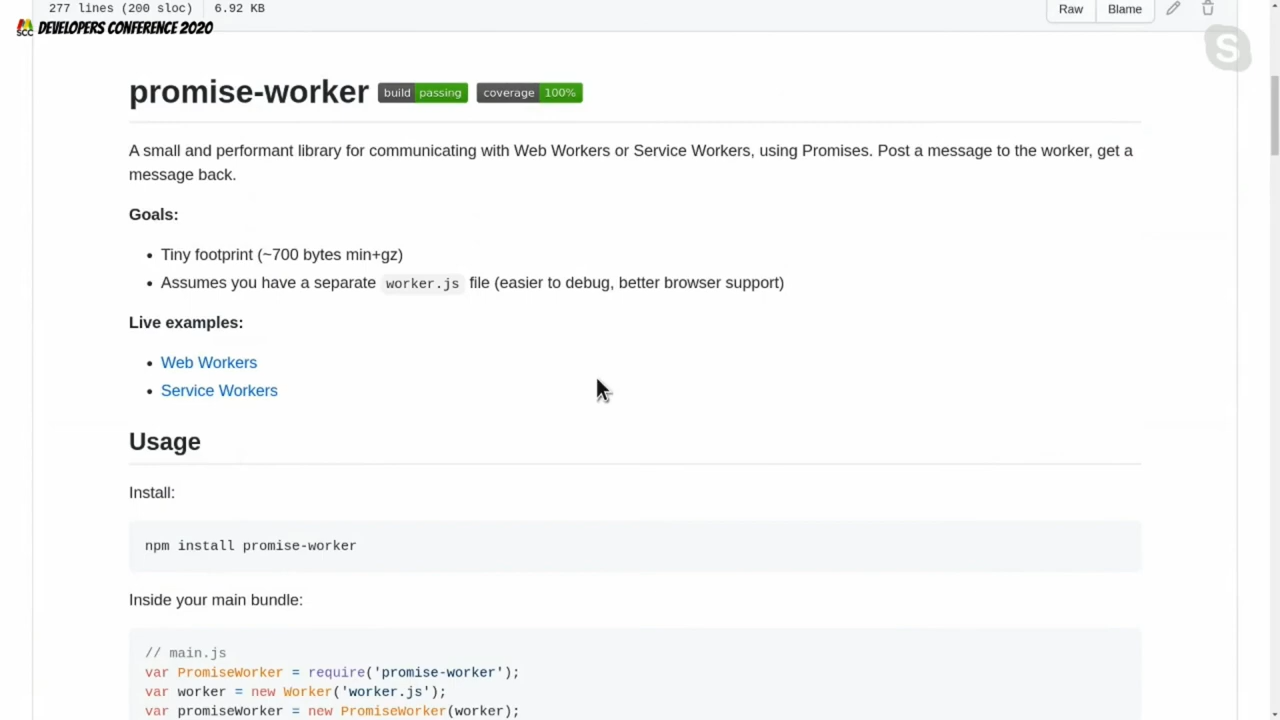 277 lines (200 sloc) 6.92 KB
Raw Blame
SCC DEVELOPERS CONFERENCE 2020
promise-worker build passing coverage 100%
A small and performant library for communicating with Web Workers or Service Workers, using Promises. Post a message to the worker, get a
message back.
Goals:
• Tiny footprint (~700 bytes min+gz)
• Assumes you have a separate worker.js file (easier to debug, better browser support)
Live examples:
• Web Workers
• Service Workers
Usage
Install:
npm install promise-worker
Inside your main bundle:
// main.js
var PromiseWorker = require('promise-worker');
var worker = new Worker('worker.js');
var promiseWorker = new PromiseWorker(worker);